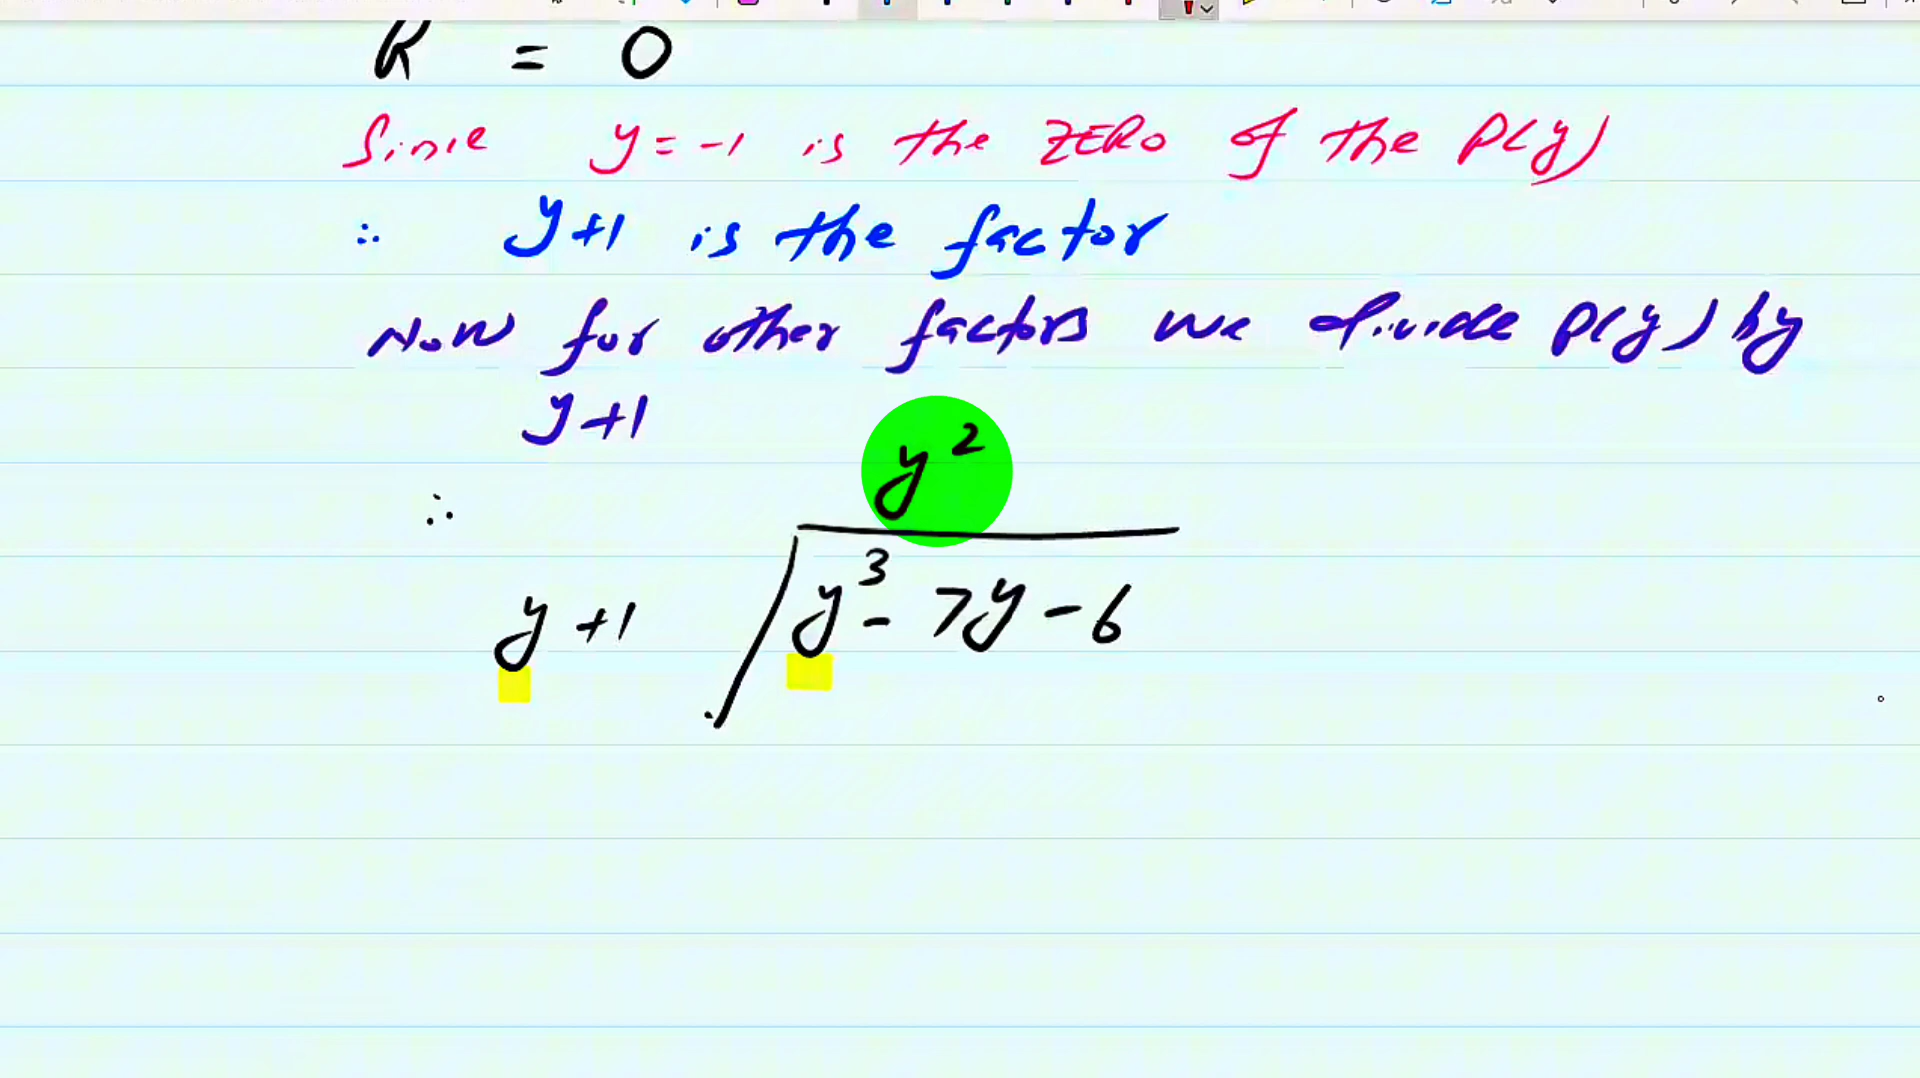 R = 0
Since y = -1 is the ZERO of the P(y)
∴ y+1 is the factor
Now for other factors we divide P(y) by
y+1
y²
∴
y+1 √ y³ - 7y - 6